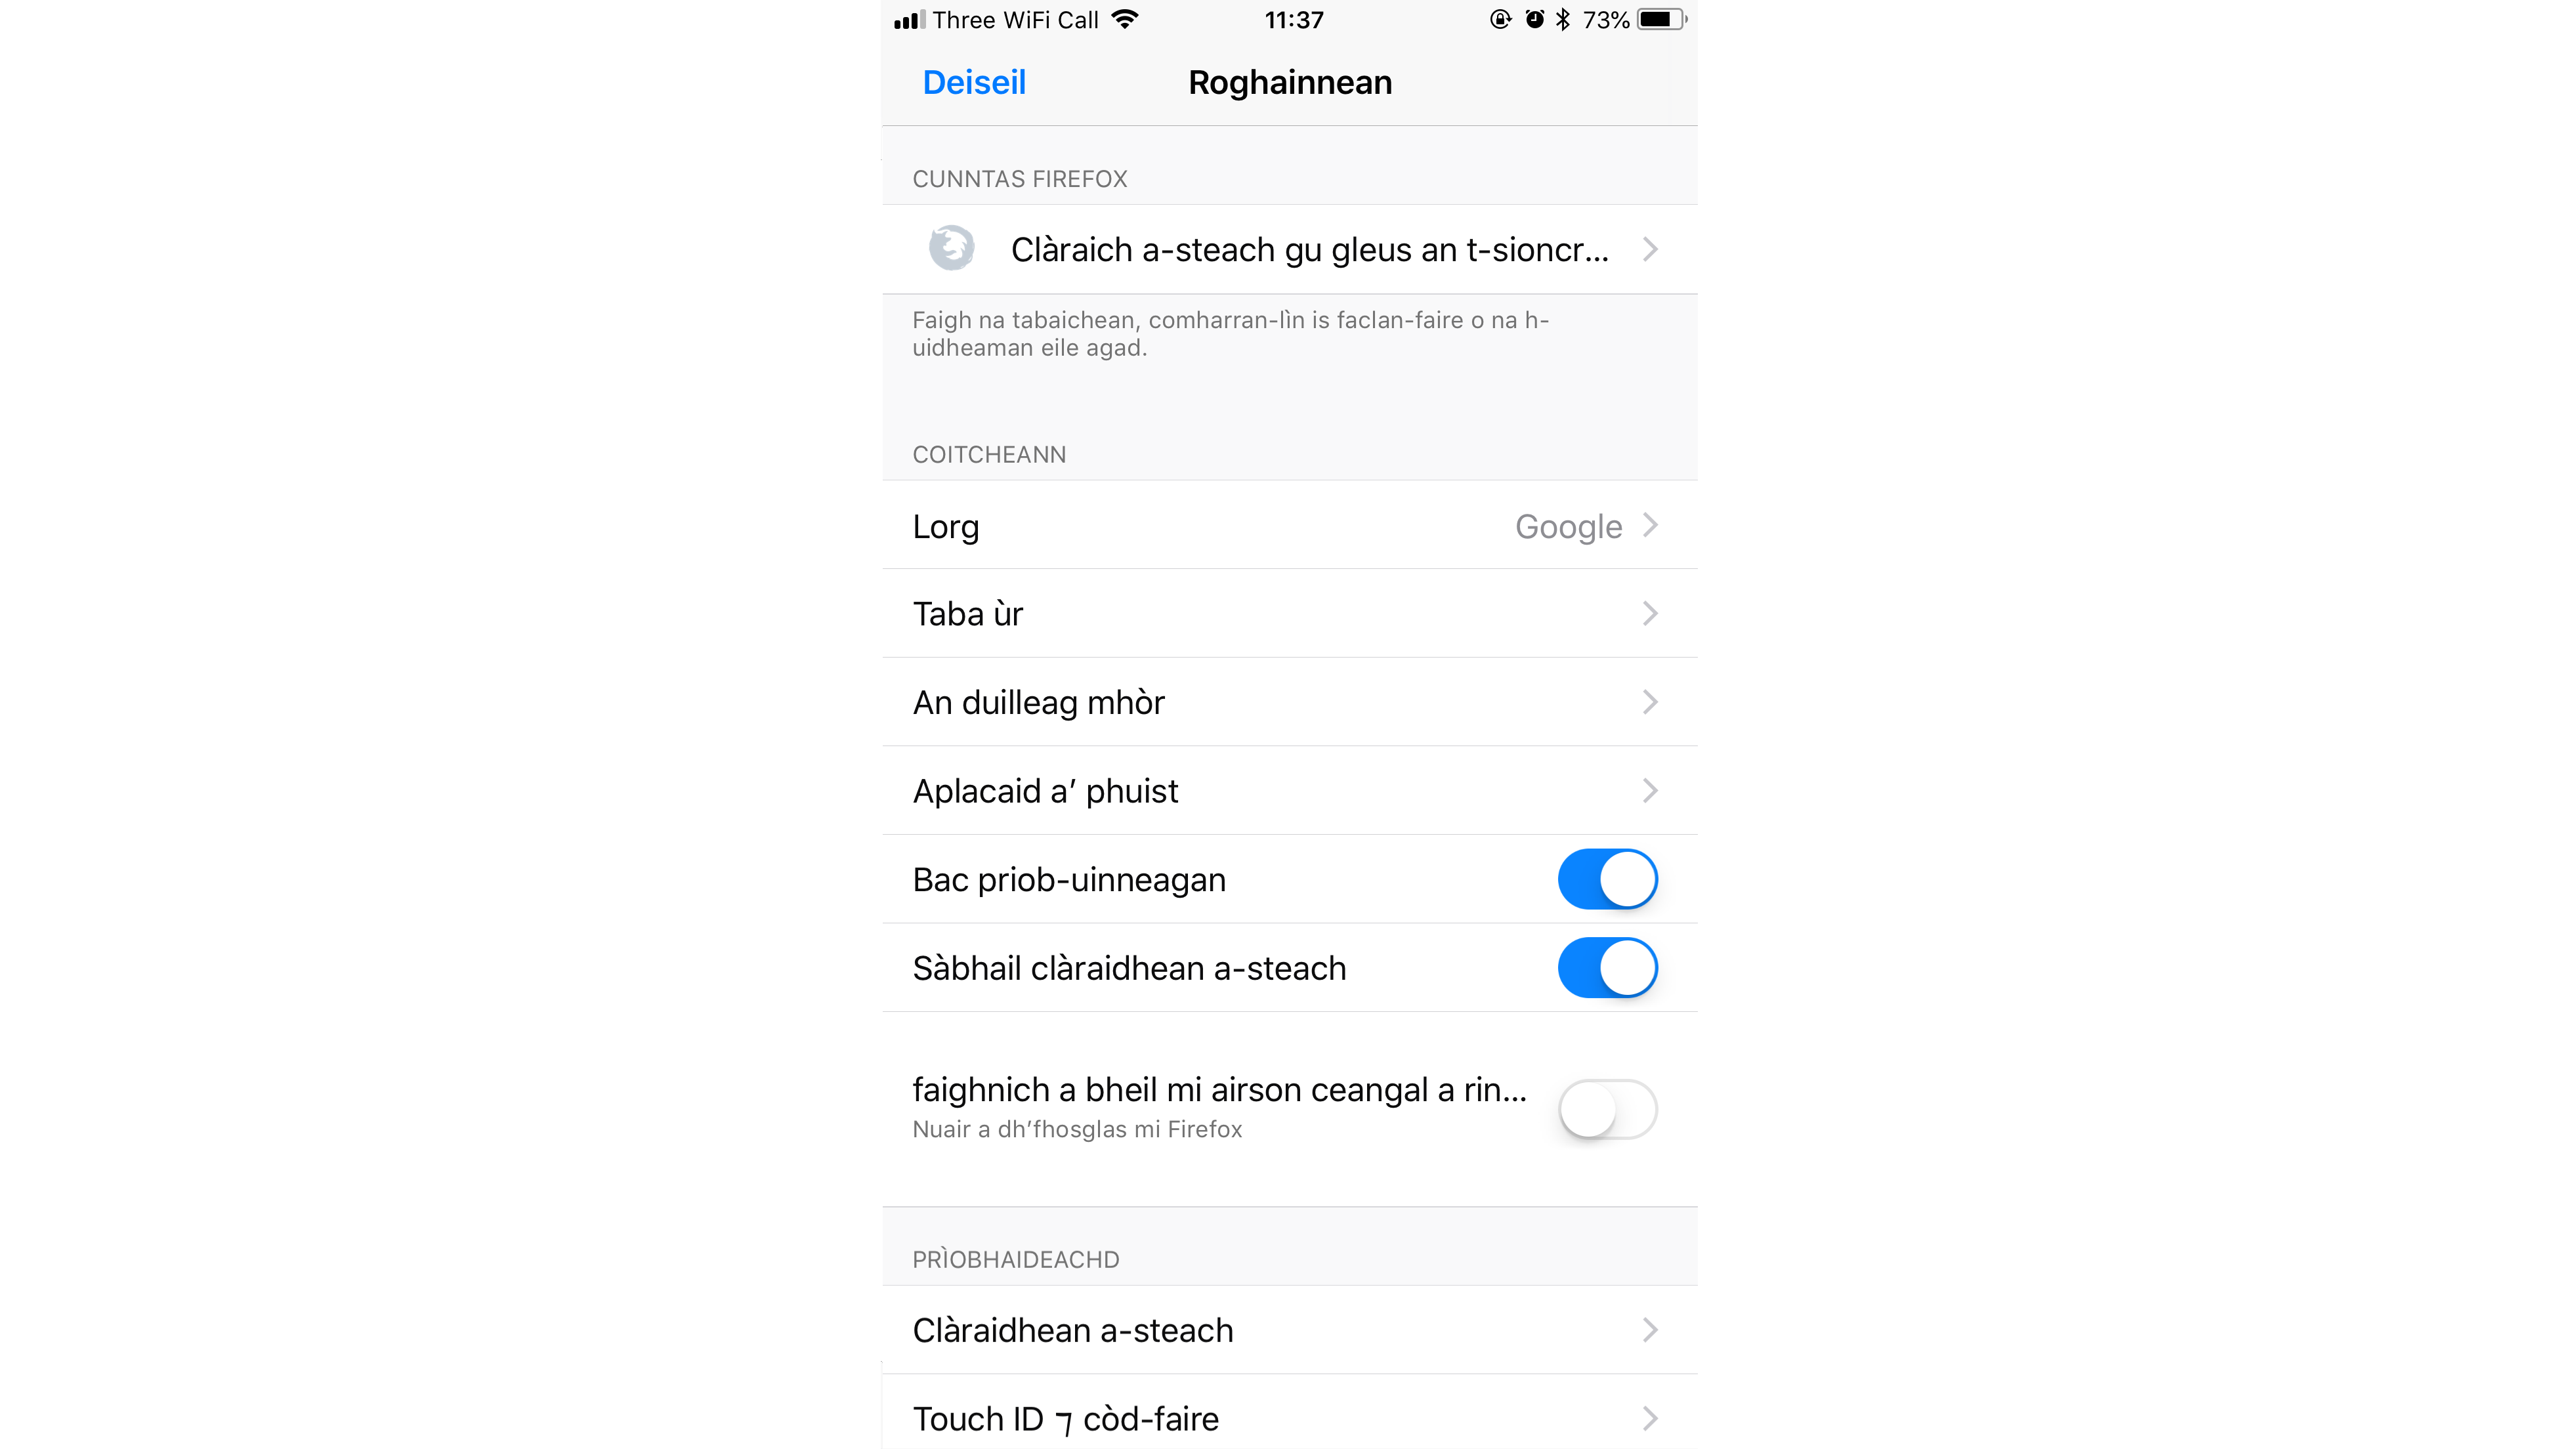 Three WiFi Call 11:37 73%
Deiseil Roghainnean
CUNNTAS FIREFOX
Clàraich a-steach gu gleus an t-sioncr...
Faigh na tabaichean, comharran-lìn is faclan-faire o na h-
uidheaman eile agad.
COITCHEANN
Lorg Google
Taba ùr
An duilleag mhòr
Aplacaid a’ phuist
Bac priob-uinneagan
Sàbhail clàraidhean a-steach
faighnich a bheil mi airson ceangal a rin...
Nuair a dh’fhosglas mi Firefox
PRÌOBHAIDEACHD
Clàraidhean a-steach
Touch ID ⁊ còd-faire